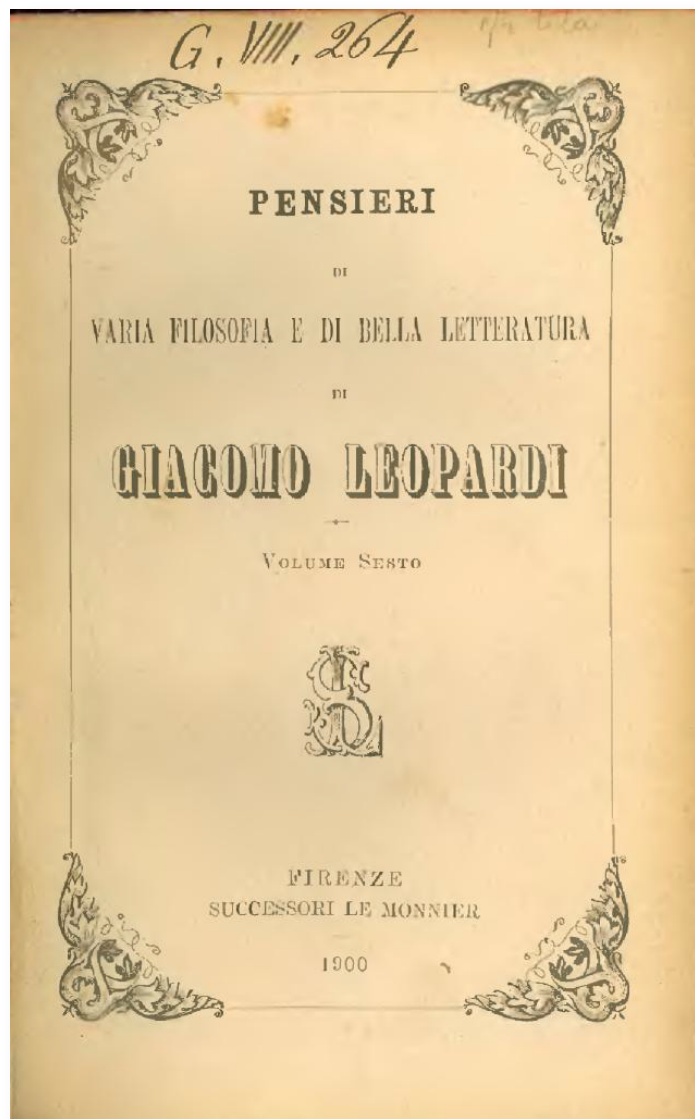 G. VIII. 264
PENSIERI
DI
VARIA FILOSOFIA E DI BELLA LETTERATURA
DI
GIACOMO LEOPARDI
VOLUME SESTO
FIRENZE
SUCCESSORI LE MONNIER
1900